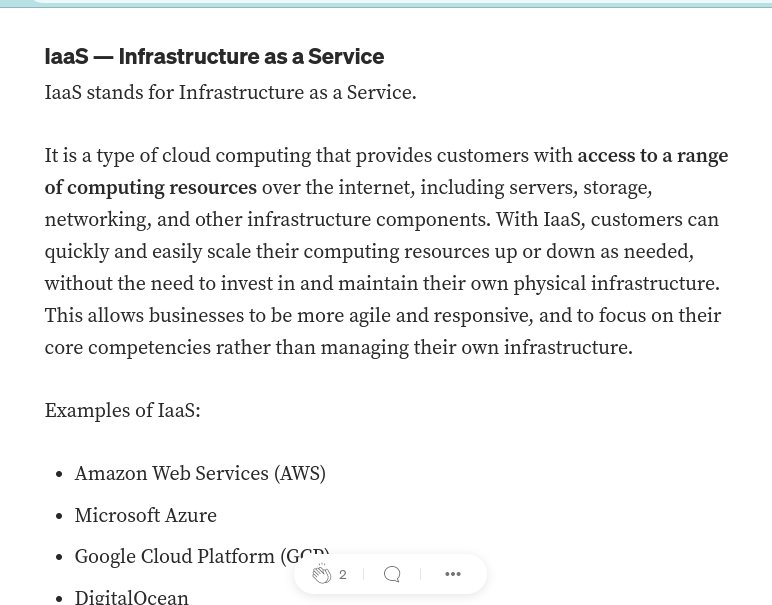 IaaS — Infrastructure as a Service
IaaS stands for Infrastructure as a Service.
It is a type of cloud computing that provides customers with access to a range
of computing resources over the internet, including servers, storage,
networking, and other infrastructure components. With IaaS, customers can
quickly and easily scale their computing resources up or down as needed,
without the need to invest in and maintain their own physical infrastructure.
This allows businesses to be more agile and responsive, and to focus on their
core competencies rather than managing their own infrastructure.
Examples of IaaS:
• Amazon Web Services (AWS)
• Microsoft Azure
• Google Cloud Platform (GCP)
2
• DigitalOcean